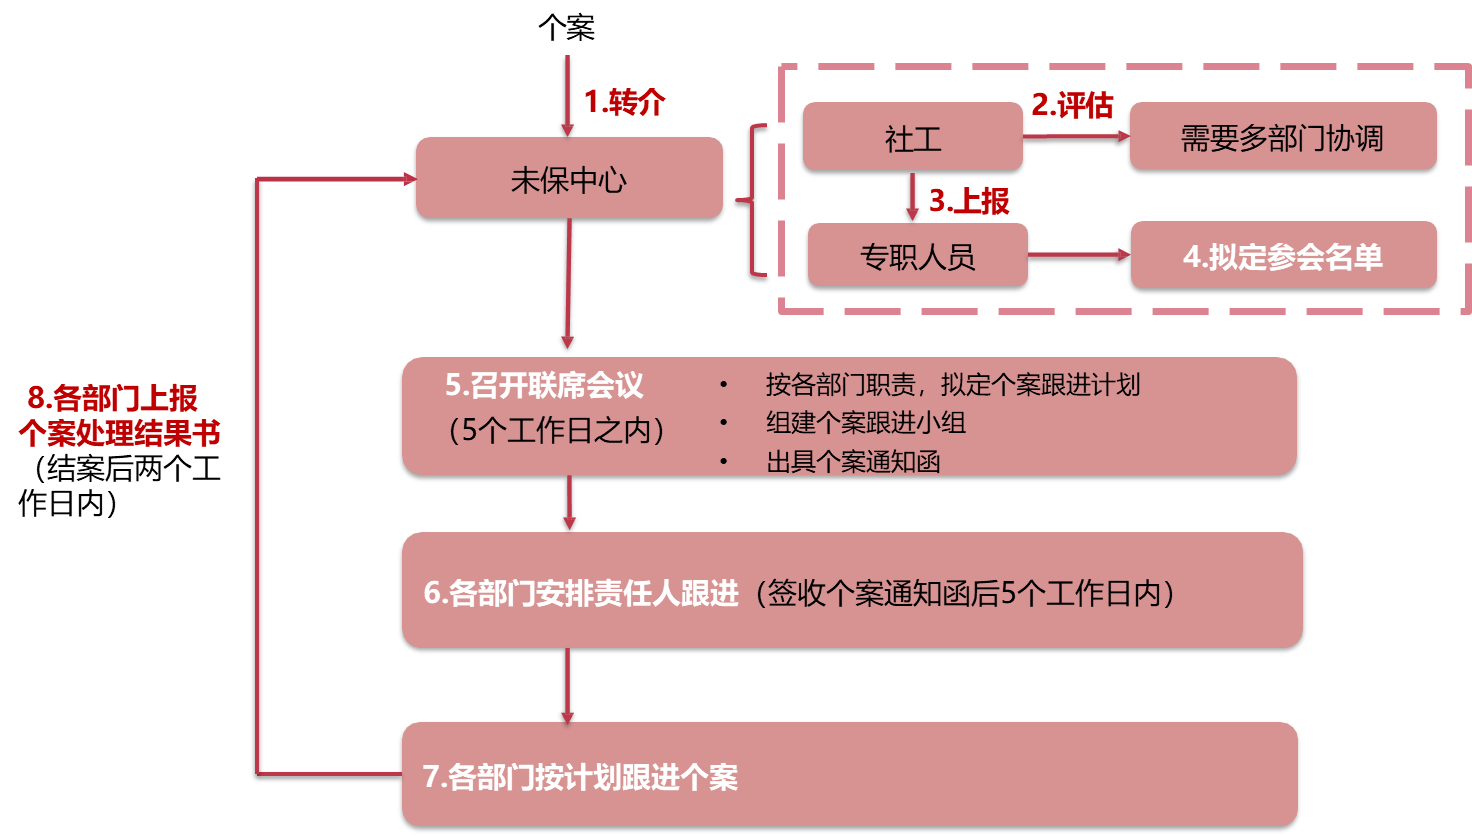 个案
1.转介
未保中心
社工
2.评估
需要多部门协调
3.上报
专职人员
4.拟定参会名单
5.召开联席会议
（5个工作日之内）
• 按各部门职责，拟定个案跟进计划
• 组建个案跟进小组
• 出具个案通知函
6.各部门安排责任人跟进（签收个案通知函后5个工作日内）
7.各部门按计划跟进个案
8.各部门上报
个案处理结果书
（结案后两个工
作日内）